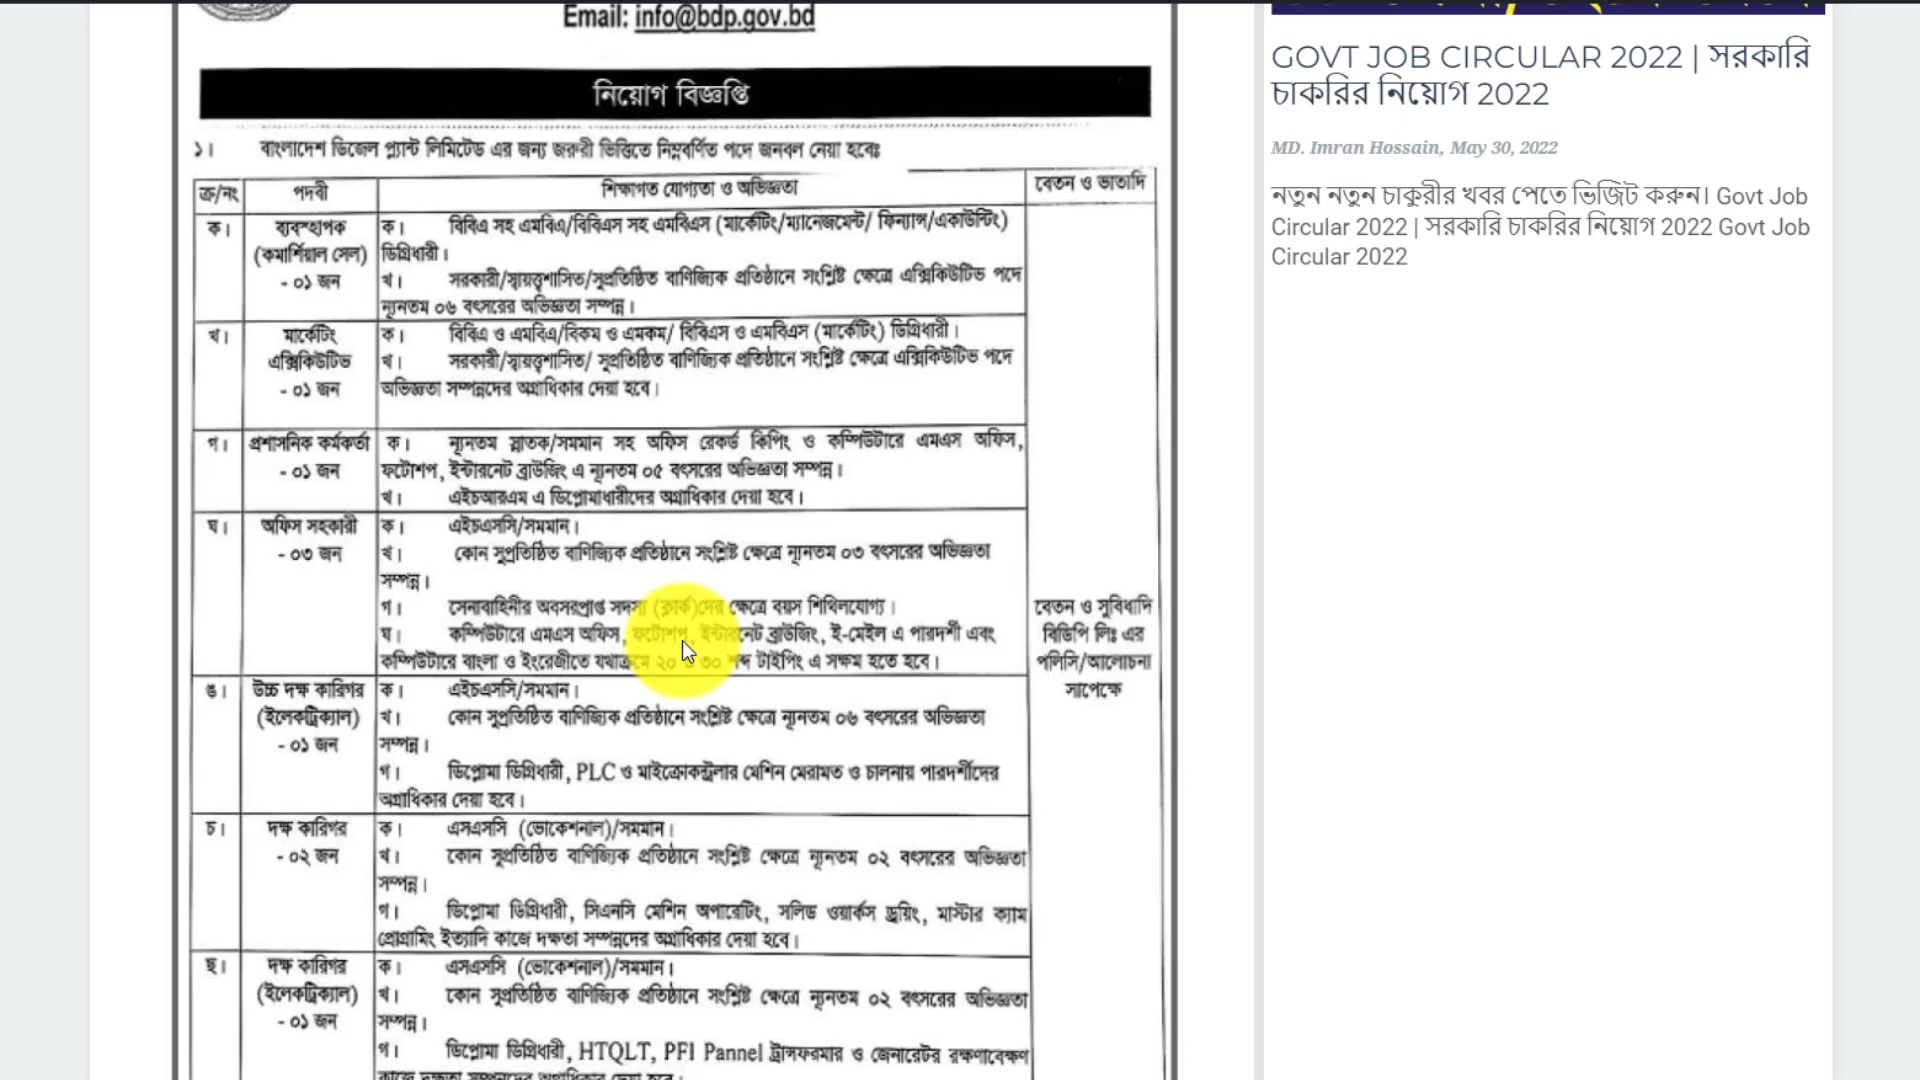 Email: info@bdp.gov.bd
নিয়োগ বিজ্ঞপ্তি
১। বাংলাদেশ ডিজেল প্ল্যান্ট লিমিটেড এর জন্য জরুরী ভিত্তিতে নিম্নবর্ণিত পদে জনবল নেয়া হবেঃ
ক্র/নং পদবী শিক্ষাগত যোগ্যতা ও অভিজ্ঞতা বেতন ও ভাতাদি
ক। ব্যবস্হাপক ক। বিবিএ সহ এমবিএ/বিবিএস সহ এমবিএস (মার্কেটিং/ম্যানেজমেন্ট/ ফিন্যান্স/একাউন্টিং)
(কমার্শিয়াল সেল) ডিগ্রিধারী।
- ০১ জন খ। সরকারী/স্বায়ত্বশাসিত/সুপ্রতিষ্ঠিত বাণিজ্যিক প্রতিষ্ঠানে সংশ্লিষ্ট ক্ষেত্রে এক্সিকিউটিভ পদে
ন্যূনতম ০৬ বৎসরের অভিজ্ঞতা সম্পন্ন।
খ। মার্কেটিং ক। বিবিএ ও এমবিএ/বিকম ও এমকম/ বিবিএস ও এমবিএস (মার্কেটিং) ডিগ্রিধারী।
এক্সিকিউটিভ খ। সরকারী/স্বায়ত্বশাসিত/ সুপ্রতিষ্ঠিত বাণিজ্যিক প্রতিষ্ঠানে সংশ্লিষ্ট ক্ষেত্রে এক্সিকিউটিভ পদে
- ০১ জন অভিজ্ঞতা সম্পন্নদের অগ্রাধিকার দেয়া হবে।
গ। প্রশাসনিক কর্মকর্তা ক। ন্যূনতম স্নাতক/সমমান সহ অফিস রেকর্ড কিপিং ও কম্পিউটারে এমএস অফিস,
- ০১ জন ফটোশপ, ইন্টারনেট ব্রাউজিং এ ন্যূনতম ০৫ বৎসরের অভিজ্ঞতা সম্পন্ন।
খ। এইচআরএম এ ডিপ্লোমাধারীদের অগ্রাধিকার দেয়া হবে।
ঘ। অফিস সহকারী ক। এইচএসসি/সমমান।
- ০৩ জন খ। কোন সুপ্রতিষ্ঠিত বাণিজ্যিক প্রতিষ্ঠানে সংশ্লিষ্ট ক্ষেত্রে ন্যূনতম ০৩ বৎসরের অভিজ্ঞতা
সম্পন্ন।
গ। সেনাবাহিনীর অবসরপ্রাপ্ত সদস্য (ক্লার্ক)দের ক্ষেত্রে বয়স শিথিলযোগ্য।
ঘ। কম্পিউটারে এমএস অফিস, ফটোশপ, ইন্টারনেট ব্রাউজিং, ই-মেইল এ পারদর্শী এবং
কম্পিউটারে বাংলা ও ইংরেজীতে যথাক্রমে ২০ ও ৩০ শব্দ টাইপিং এ সক্ষম হতে হবে।
বেতন ও সুবিধাদি
বিডিপি লিঃ এর
পলিসি/আলোচনা
সাপেক্ষে
ঙ। উচ্চ দক্ষ কারিগর ক। এইচএসসি/সমমান।
(ইলেকট্রিক্যাল) খ। কোন সুপ্রতিষ্ঠিত বাণিজ্যিক প্রতিষ্ঠানে সংশ্লিষ্ট ক্ষেত্রে ন্যূনতম ০৬ বৎসরের অভিজ্ঞতা
- ০১ জন সম্পন্ন।
গ। ডিপ্লোমা ডিগ্রিধারী, PLC ও মাইক্রোকন্ট্রলার মেশিন মেরামত ও চালনায় পারদর্শীদের
অগ্রাধিকার দেয়া হবে।
চ। দক্ষ কারিগর ক। এসএসসি (ভোকেশনাল)/সমমান।
- ০২ জন খ। কোন সুপ্রতিষ্ঠিত বাণিজ্যিক প্রতিষ্ঠানে সংশ্লিষ্ট ক্ষেত্রে ন্যূনতম ০২ বৎসরের অভিজ্ঞতা
সম্পন্ন।
গ। ডিপ্লোমা ডিগ্রিধারী, সিএনসি মেশিন অপারেটিং, সলিড ওয়ার্কস ড্রয়িং, মাস্টার ক্যাম
প্রোগ্রামিং ইত্যাদি কাজে দক্ষতা সম্পন্নদের অগ্রাধিকার দেয়া হবে।
ছ। দক্ষ কারিগর ক। এসএসসি (ভোকেশনাল)/সমমান।
(ইলেকট্রিক্যাল) খ। কোন সুপ্রতিষ্ঠিত বাণিজ্যিক প্রতিষ্ঠানে সংশ্লিষ্ট ক্ষেত্রে ন্যূনতম ০২ বৎসরের অভিজ্ঞতা
- ০১ জন সম্পন্ন।
গ। ডিপ্লোমা ডিগ্রিধারী, HTQLT, PFI Pannel ট্রান্সফরমার ও জেনারেটর রক্ষণাবেক্ষণ
কাজে দক্ষতা সম্পন্নদের অগ্রাধিকার দেয়া হবে।
GOVT JOB CIRCULAR 2022 | সরকারি
চাকরির নিয়োগ 2022
MD. Imran Hossain, May 30, 2022
নতুন নতুন চাকুরীর খবর পেতে ভিজিট করুন। Govt Job
Circular 2022 | সরকারি চাকরির নিয়োগ 2022 Govt Job
Circular 2022